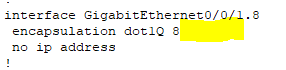 interface GigabitEthernet0/0/1.8
encapsulation dot1Q 8
no ip address
!